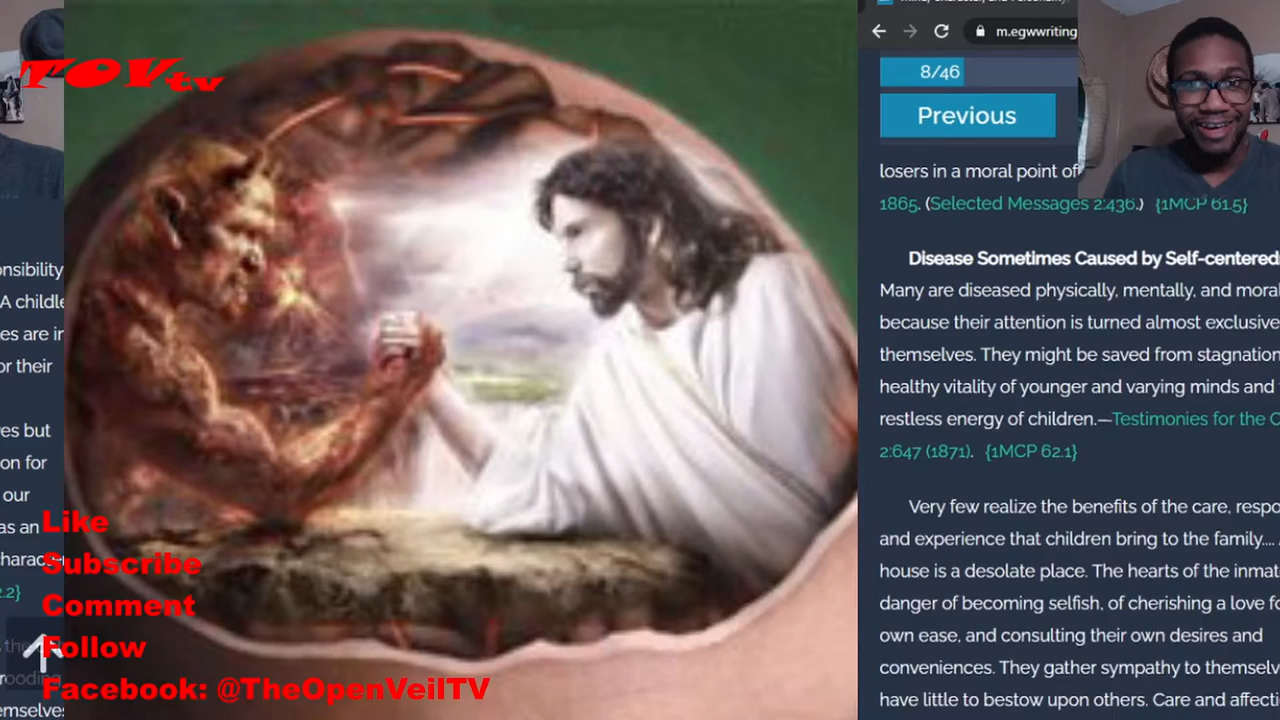 TOVtv
onsibility
A childle
es are in
or their
es but
on for
our
as an
charac
2.2}
rooding
emselves
Like
Subscribe
Comment
Follow
Facebook: @TheOpenVeilTV
m.egwwriting
8/46
Previous
losers in a moral point of
1865. (Selected Messages 2:436.) {1MCP 61.5}
Disease Sometimes Caused by Self-centered
Many are diseased physically, mentally, and moral
because their attention is turned almost exclusive
themselves. They might be saved from stagnation
healthy vitality of younger and varying minds and
restless energy of children.—Testimonies for the C
2:647 (1871). {1MCP 62.1}
Very few realize the benefits of the care, respo
and experience that children bring to the family....
house is a desolate place. The hearts of the inmat
danger of becoming selfish, of cherishing a love fo
own ease, and consulting their own desires and
conveniences. They gather sympathy to themselv
have little to bestow upon others. Care and affecti